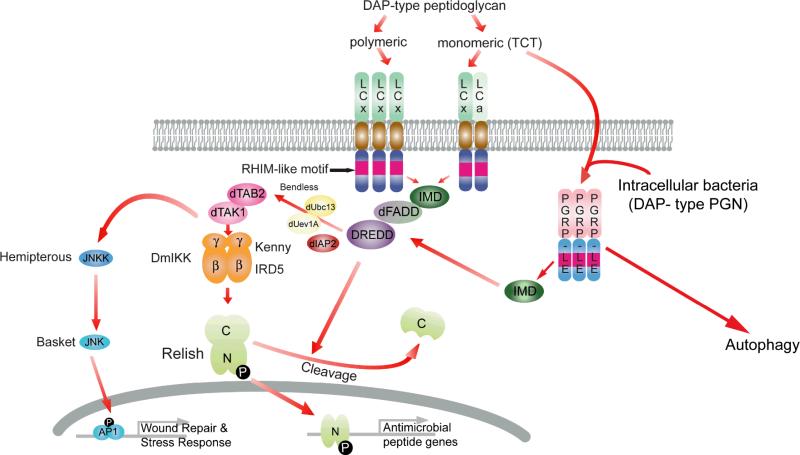 DAP-type peptidoglycan
polymeric
monomeric (TCT)
L C x
L C x
L C x
L C x
L C a
RHIM-like motif
IMD
dFADD
DREDD
Bendless
dUbc13
dUev1A
dIAP2
dTAB2
dTAK1
Intracellular bacteria
(DAP- type PGN)
P G R P - L E
P G R P - L E
P G R P - L E
IMD
Autophagy
Hemipterous
JNKK
Basket
JNK
DmIKK
γ γ
β β
Kenny
IRD5
Relish
C
N
P
Cleavage
C
P
AP1
Wound Repair &
Stress Response
N
P
Antimicrobial
peptide genes